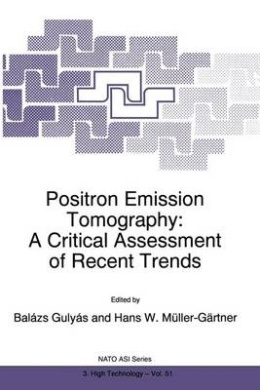 Positron Emission
Tomography:
A Critical Assessment
of Recent Trends
Edited by
Balázs Gulyás and Hans W. Müller-Gärtner
NATO ASI Series
3. High Technology – Vol. 51